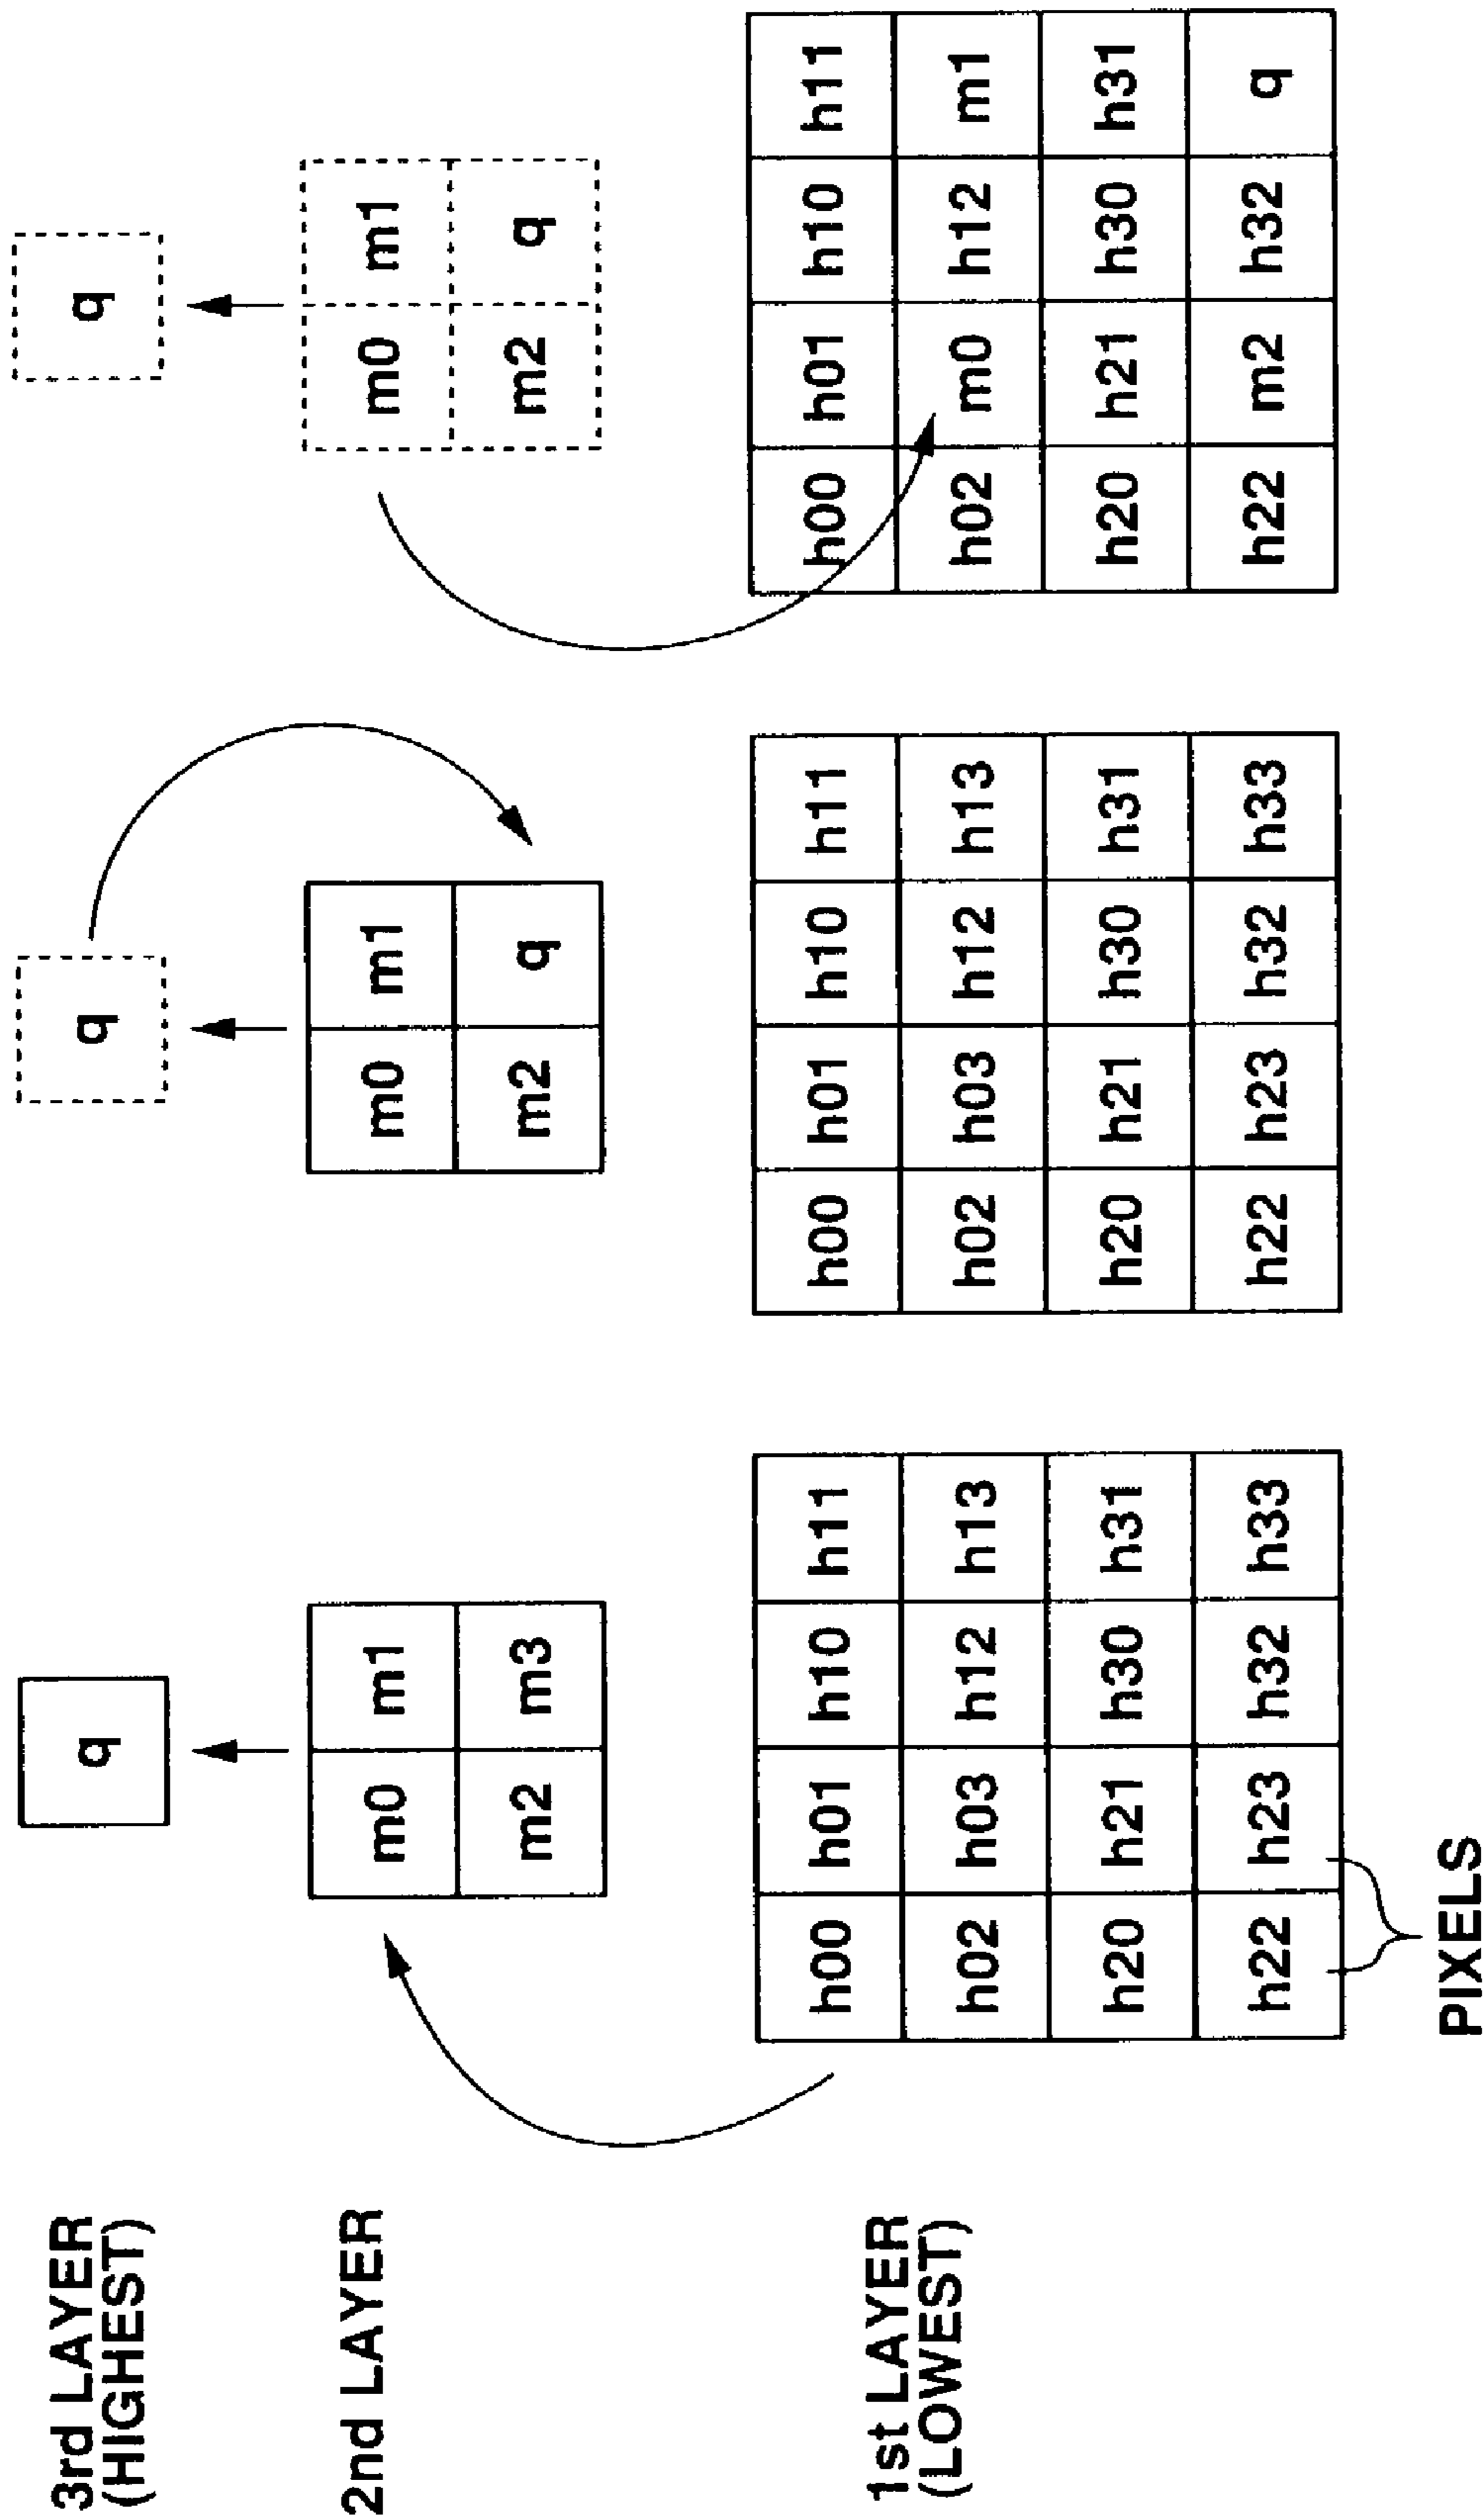 3rd LAYER
(HIGHEST)
q q q
2nd LAYER
m0 m1 m0 m1 m0 m1
m2 m3 m2 q m2 q
1st LAYER
(LOWEST)
h00 h01 h10 h11 h00 h01 h10 h11 h00 h01 h10 h11
h02 h03 h12 h13 h02 h03 h12 h13 h02 m0 h12 m1
h20 h21 h30 h31 h20 h21 h30 h31 h20 h21 h30 h31
h22 h23 h32 h33 h22 h23 h32 h33 h22 m2 h32 q
PIXELS